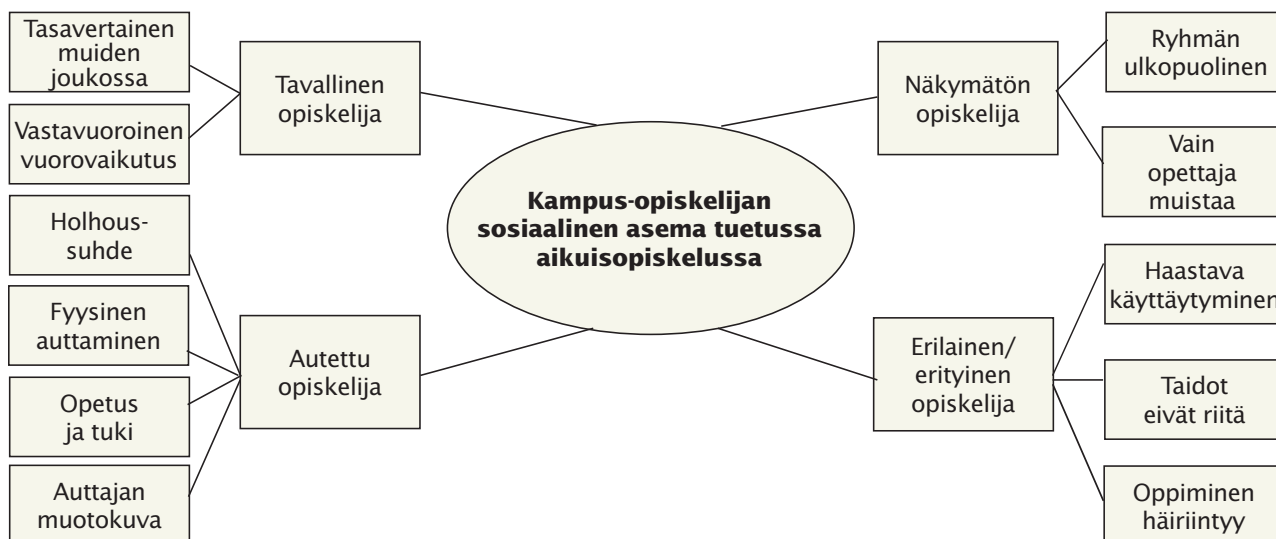 Tasavertainen
muiden
joukossa
Vastavuoroinen
vuorovaikutus
Tavallinen
opiskelija
Holhous-
suhde
Fyysinen
auttaminen
Opetus
ja tuki
Auttajan
muotokuva
Autettu
opiskelija
Kampus-opiskelijan
sosiaalinen asema tuetussa
aikuisopiskelussa
Näkymätön
opiskelija
Ryhmän
ulkopuolinen
Vain
opettaja
muistaa
Erilainen/
erityinen
opiskelija
Haastava
käyttäytyminen
Taidot
eivät riitä
Oppiminen
häiriintyy